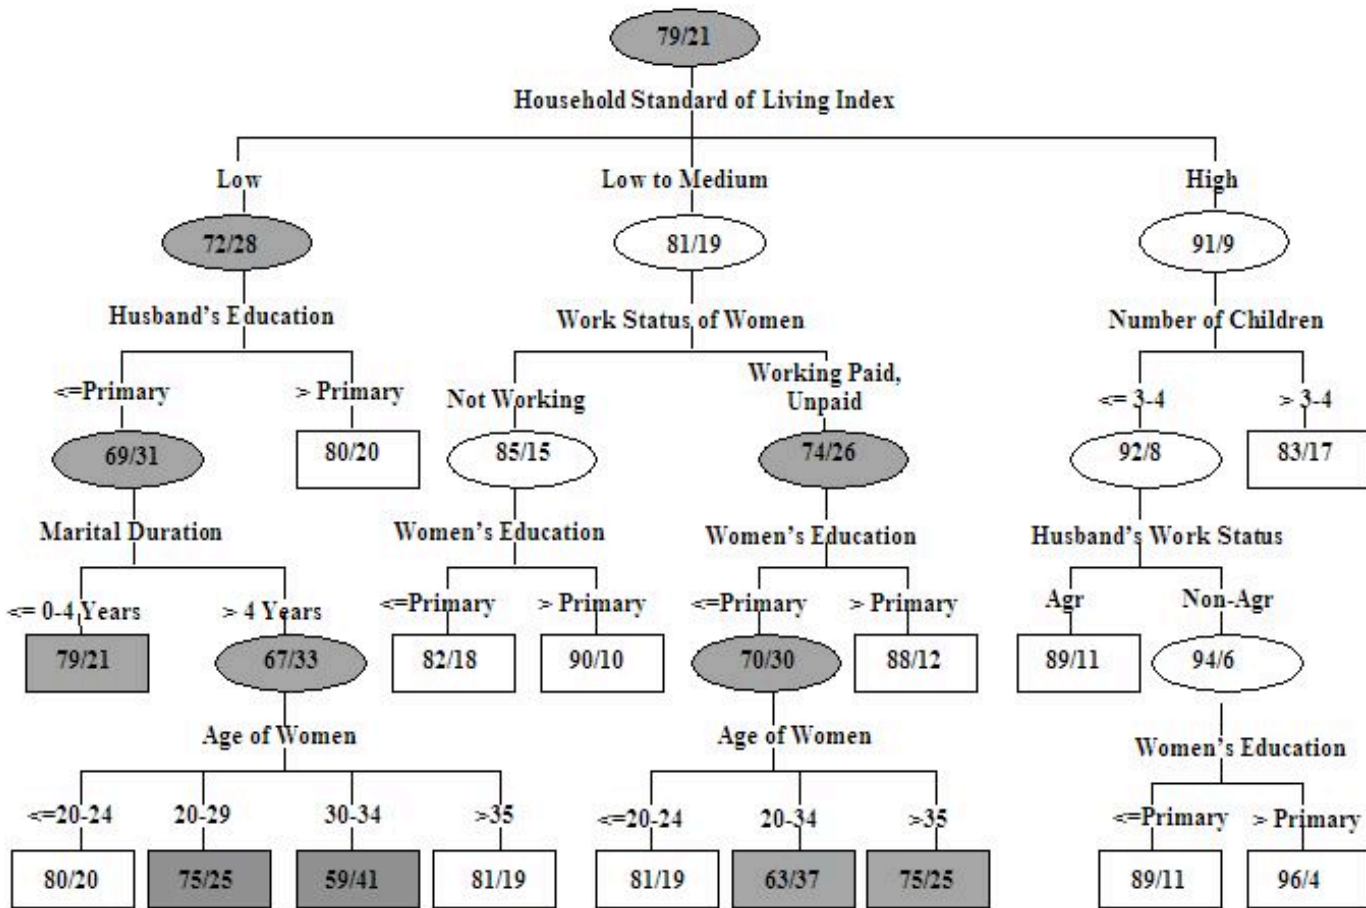 79/21
Household Standard of Living Index
Low Low to Medium High
72/28 81/19 91/9
Husband's Education Work Status of Women Number of Children
<=Primary > Primary Not Working Working Paid,
Unpaid <= 3-4 > 3-4
69/31 80/20 85/15 74/26 92/8 83/17
Marital Duration Women's Education Women's Education Husband's Work Status
<= 0-4 Years > 4 Years <=Primary > Primary <=Primary > Primary Agr Non-Agr
79/21 67/33 82/18 90/10 70/30 88/12 89/11 94/6
Age of Women Age of Women Women's Education
<=20-24 20-29 30-34 >35 <=20-24 20-34 >35 <=Primary > Primary
80/20 75/25 59/41 81/19 81/19 63/37 75/25 89/11 96/4